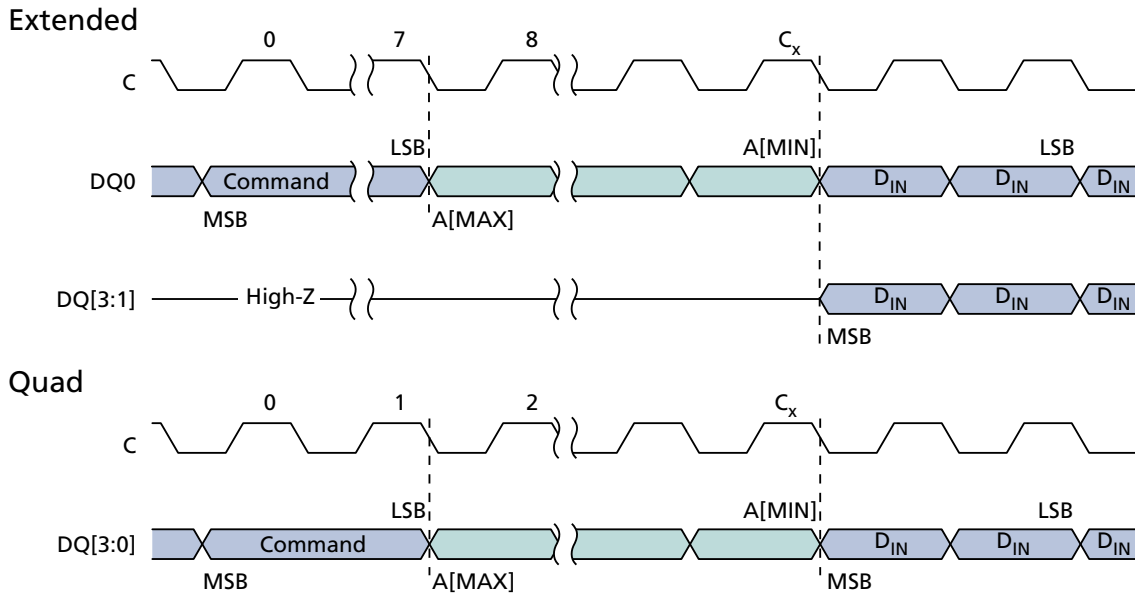 Extended
0 7 8 Cx
C
LSB A[MIN] LSB
DQ0 Command DIN DIN DIN
MSB A[MAX]
DQ[3:1] High-Z DIN DIN DIN
MSB
Quad
0 1 2 Cx
C
LSB A[MIN] LSB
DQ[3:0] Command DIN DIN DIN
MSB A[MAX] MSB